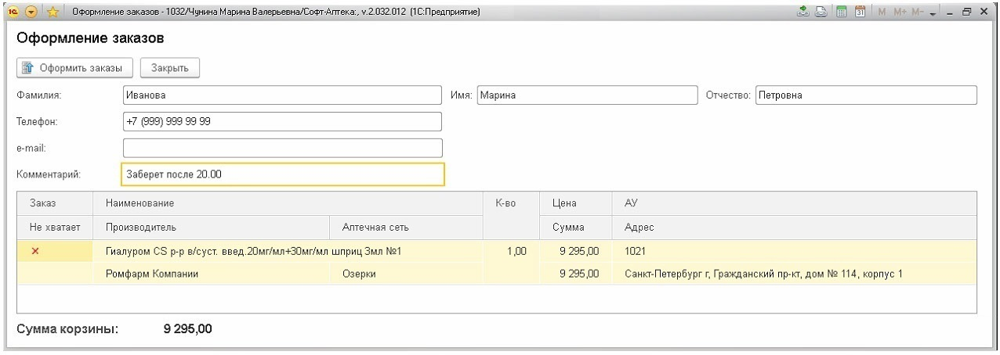 Оформление заказов - 1032/Чунина Марина Валерьевна/Софт-Аптека:, v.2.032.012 (1С:Предприятие)
M M+ M-
Оформление заказов
Оформить заказы Закрыть
Фамилия: Иванова Имя: Марина Отчество: Петровна
Телефон: +7 (999) 999 99 99
e-mail:
Комментарий: Заберет после 20.00
Заказ Наименование К-во Цена АУ
Не хватает Производитель Аптечная сеть Сумма Адрес
Гиалуром CS р-р в/суст. введ.20мг/мл+30мг/мл шприц 3мл №1 1,00 9 295,00 1021
Ромфарм Компании Озерки 9 295,00 Санкт-Петербург г, Гражданский пр-кт, дом № 114, корпус 1
Сумма корзины: 9 295,00